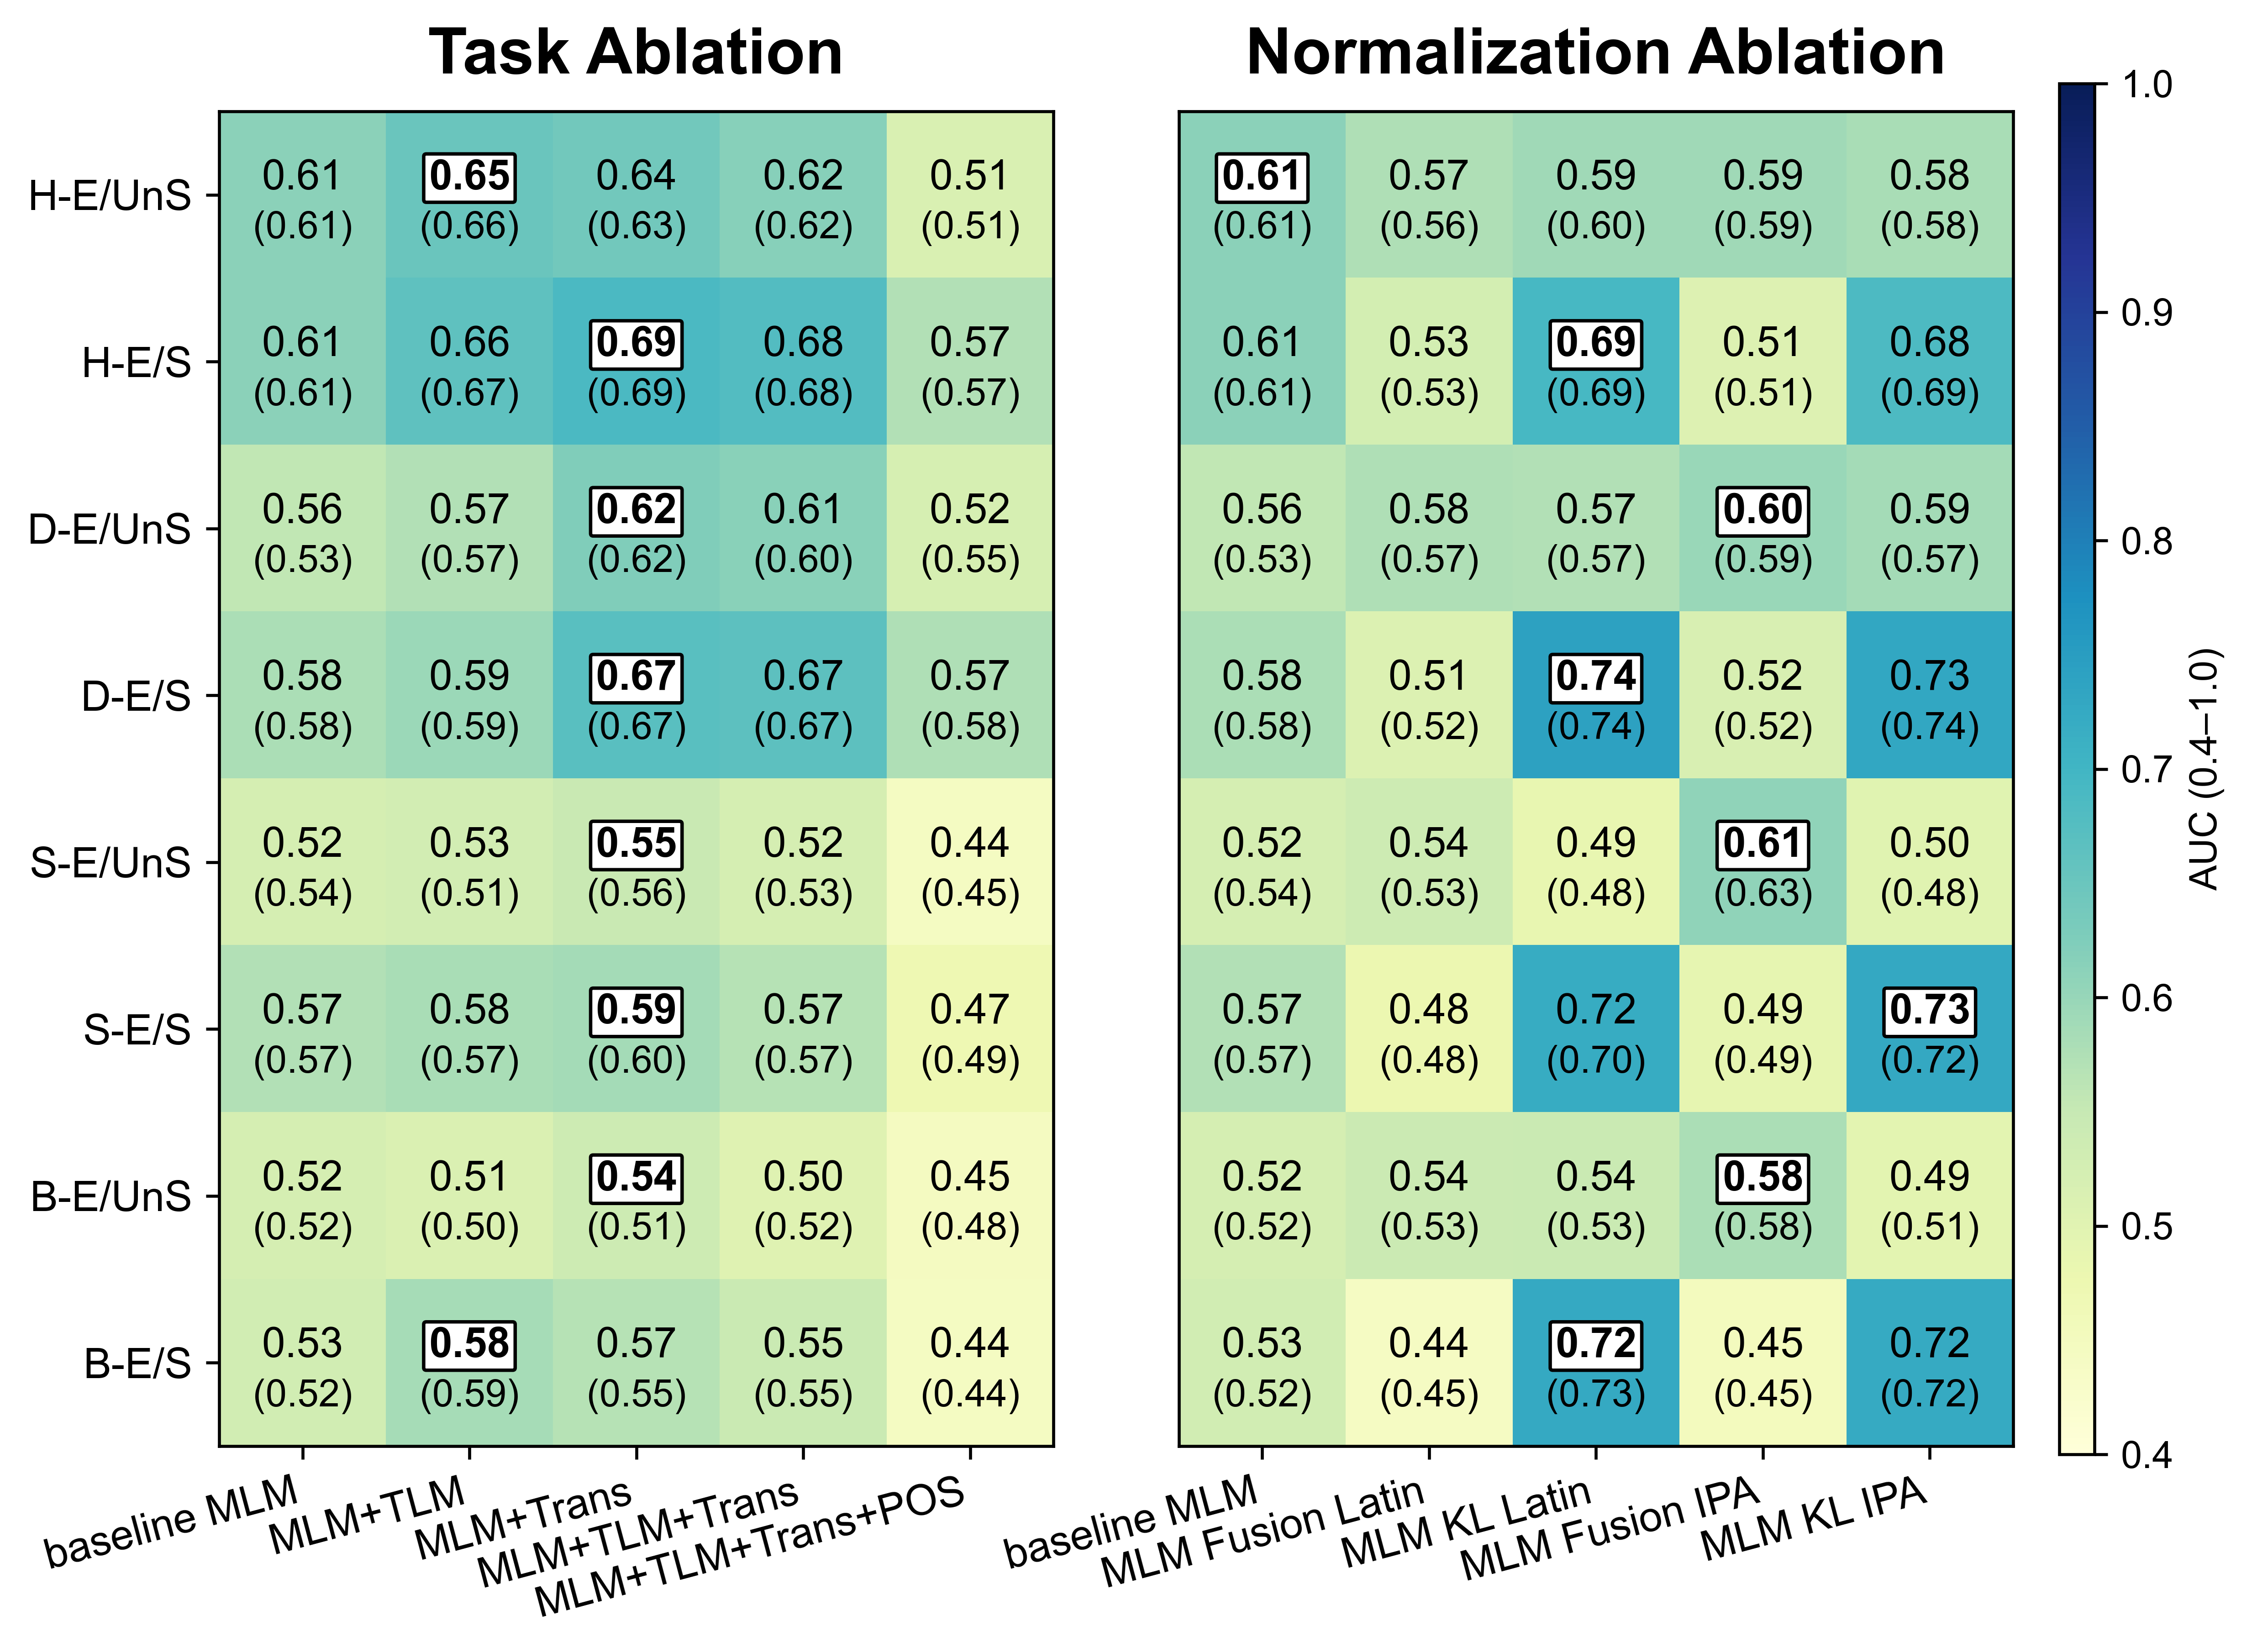 Task Ablation
Normalization Ablation
H-E/UnS 0.61 0.65 0.64 0.62 0.51 0.61 0.57 0.59 0.59 0.58
(0.61) (0.66) (0.63) (0.62) (0.51) (0.61) (0.56) (0.60) (0.59) (0.58)
H-E/S 0.61 0.66 0.69 0.68 0.57 0.61 0.53 0.69 0.51 0.68
(0.61) (0.67) (0.69) (0.68) (0.57) (0.61) (0.53) (0.69) (0.51) (0.69)
D-E/UnS 0.56 0.57 0.62 0.61 0.52 0.56 0.58 0.57 0.60 0.59
(0.53) (0.57) (0.62) (0.60) (0.55) (0.53) (0.57) (0.57) (0.59) (0.57)
D-E/S 0.58 0.59 0.67 0.67 0.57 0.58 0.51 0.74 0.52 0.73
(0.58) (0.59) (0.67) (0.67) (0.58) (0.58) (0.52) (0.74) (0.52) (0.74)
S-E/UnS 0.52 0.53 0.55 0.52 0.44 0.52 0.54 0.49 0.61 0.50
(0.54) (0.51) (0.56) (0.53) (0.45) (0.54) (0.53) (0.48) (0.63) (0.48)
S-E/S 0.57 0.58 0.59 0.57 0.47 0.57 0.48 0.72 0.49 0.73
(0.57) (0.57) (0.60) (0.57) (0.49) (0.57) (0.48) (0.70) (0.49) (0.72)
B-E/UnS 0.52 0.51 0.54 0.50 0.45 0.52 0.54 0.54 0.58 0.49
(0.52) (0.50) (0.51) (0.52) (0.48) (0.52) (0.53) (0.53) (0.58) (0.51)
B-E/S 0.53 0.58 0.57 0.55 0.44 0.53 0.44 0.72 0.45 0.72
(0.52) (0.59) (0.55) (0.55) (0.44) (0.52) (0.45) (0.73) (0.45) (0.72)
baseline MLM
MLM+TLM
MLM+Trans
MLM+TLM+Trans
MLM+TLM+Trans+POS
baseline MLM
MLM Fusion Latin
MLM KL Latin
MLM Fusion IPA
MLM KL IPA
1.0
0.9
0.8
0.7
0.6
0.5
0.4
AUC (0.4–1.0)